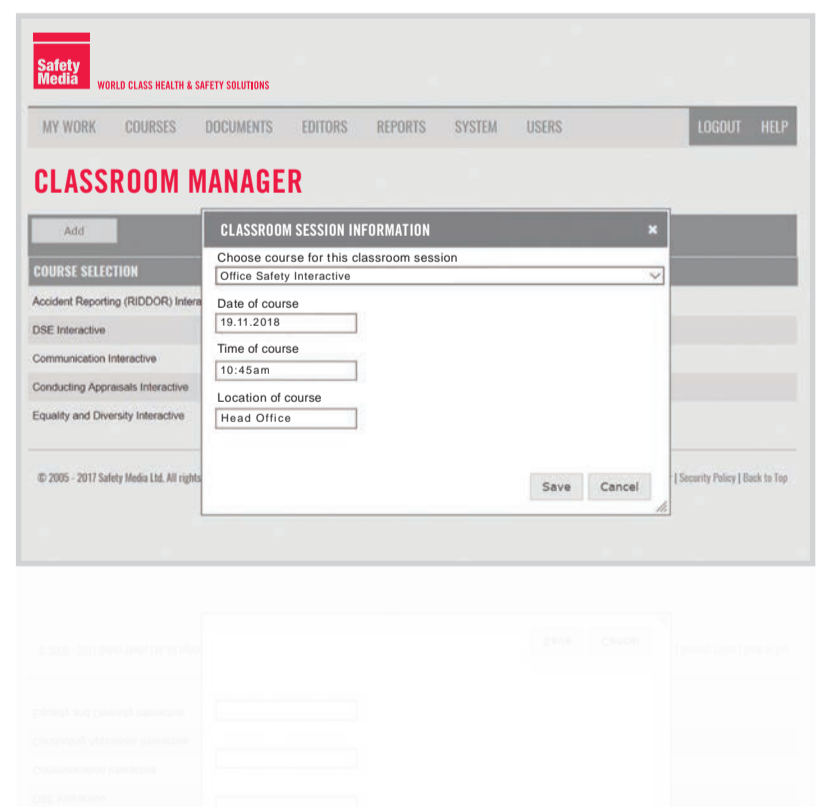 Safety
Media
WORLD CLASS HEALTH & SAFETY SOLUTIONS
MY WORK COURSES DOCUMENTS EDITORS REPORTS SYSTEM USERS LOGOUT HELP
CLASSROOM MANAGER
Add
CLASSROOM SESSION INFORMATION
Choose course for this classroom session
Office Safety Interactive
COURSE SELECTION
Accident Reporting (RIDDOR) Intera
DSE Interactive
Communication Interactive
Conducting Appraisals Interactive
Equality and Diversity Interactive
Date of course
19.11.2018
Time of course
10:45am
Location of course
Head Office
Save Cancel
© 2005 - 2017 Safety Media Ltd. All rights
| Security Policy | Back to Top